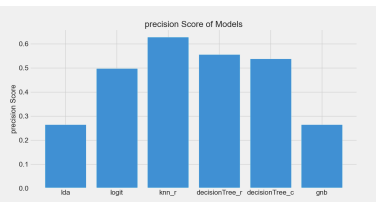 precision Score of Models
precision Score
0.6
0.5
0.4
0.3
0.2
0.1
0.0
lda
logit
knn_r
decisionTree_r
decisionTree_c
gnb